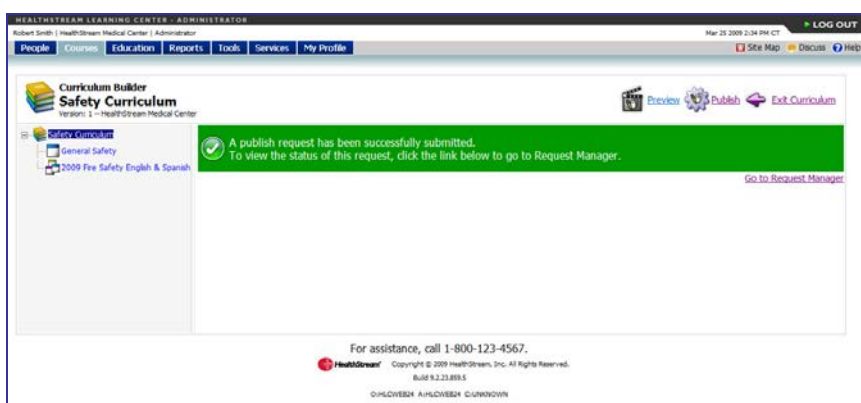 HEALTHSTREAM LEARNING CENTER - ADMINISTRATOR
Robert Smith | HealthStream Medical Center | Administrator
Mar 25 2009 2:34 PM CT
LOG OUT
People Courses Education Reports Tools Services My Profile
Site Map Discuss Help
Curriculum Builder
Safety Curriculum
Version: 1 -- HealthStream Medical Center
Preview Publish Exit Curriculum
Safety Curriculum
General Safety
2009 Fire Safety English & Spanish
A publish request has been successfully submitted.
To view the status of this request, click the link below to go to Request Manager.
Go to Request Manager
For assistance, call 1-800-123-4567.
HealthStream Copyright © 2009 HealthStream, Inc. All Rights Reserved.
Build 9.2.23.859.5
O:HLCWEB24 A:HLCWEB24 C:UNKNOWN